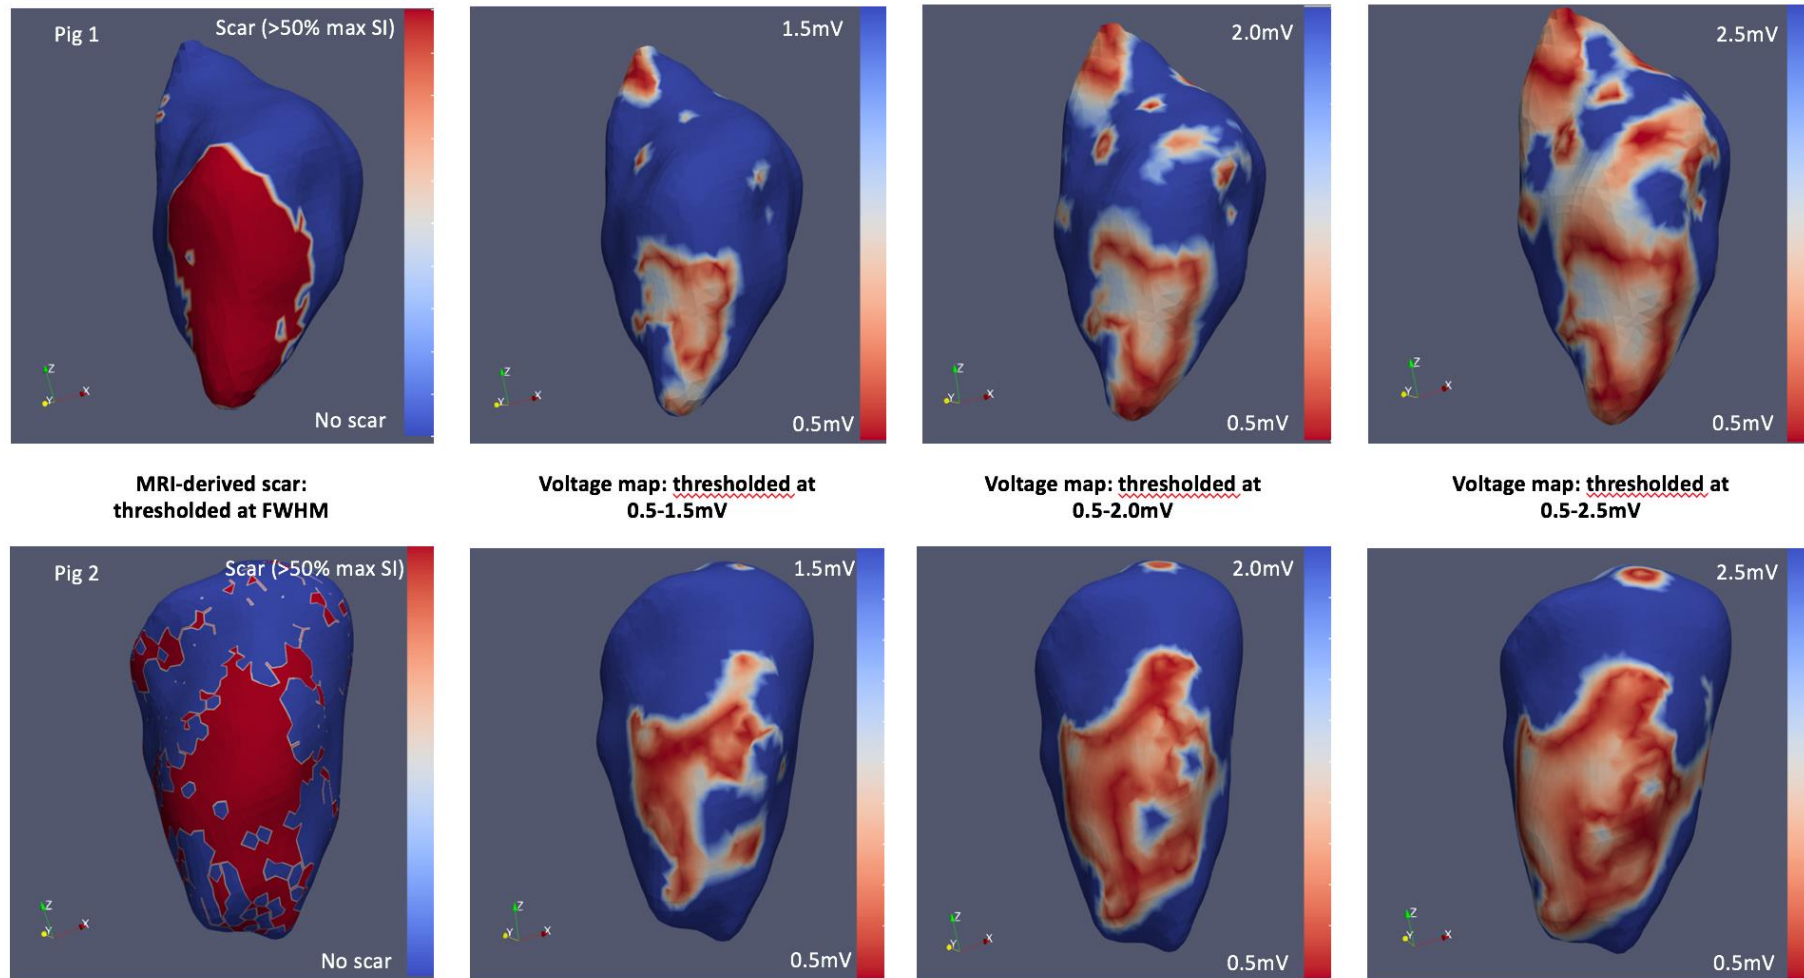 Pig 1
Scar (>50% max SI)
No scar
Z
Y
X
1.5mV
0.5mV
Z
Y
X
2.0mV
0.5mV
Z
Y
X
2.5mV
0.5mV
Z
Y
X
MRI-derived scar:
thresholded at FWHM
Voltage map: thresholded at
0.5-1.5mV
Voltage map: thresholded at
0.5-2.0mV
Voltage map: thresholded at
0.5-2.5mV
Pig 2
Scar (>50% max SI)
No scar
Z
Y
X
1.5mV
0.5mV
Z
Y
X
2.0mV
0.5mV
Z
Y
X
2.5mV
0.5mV
Z
Y
X